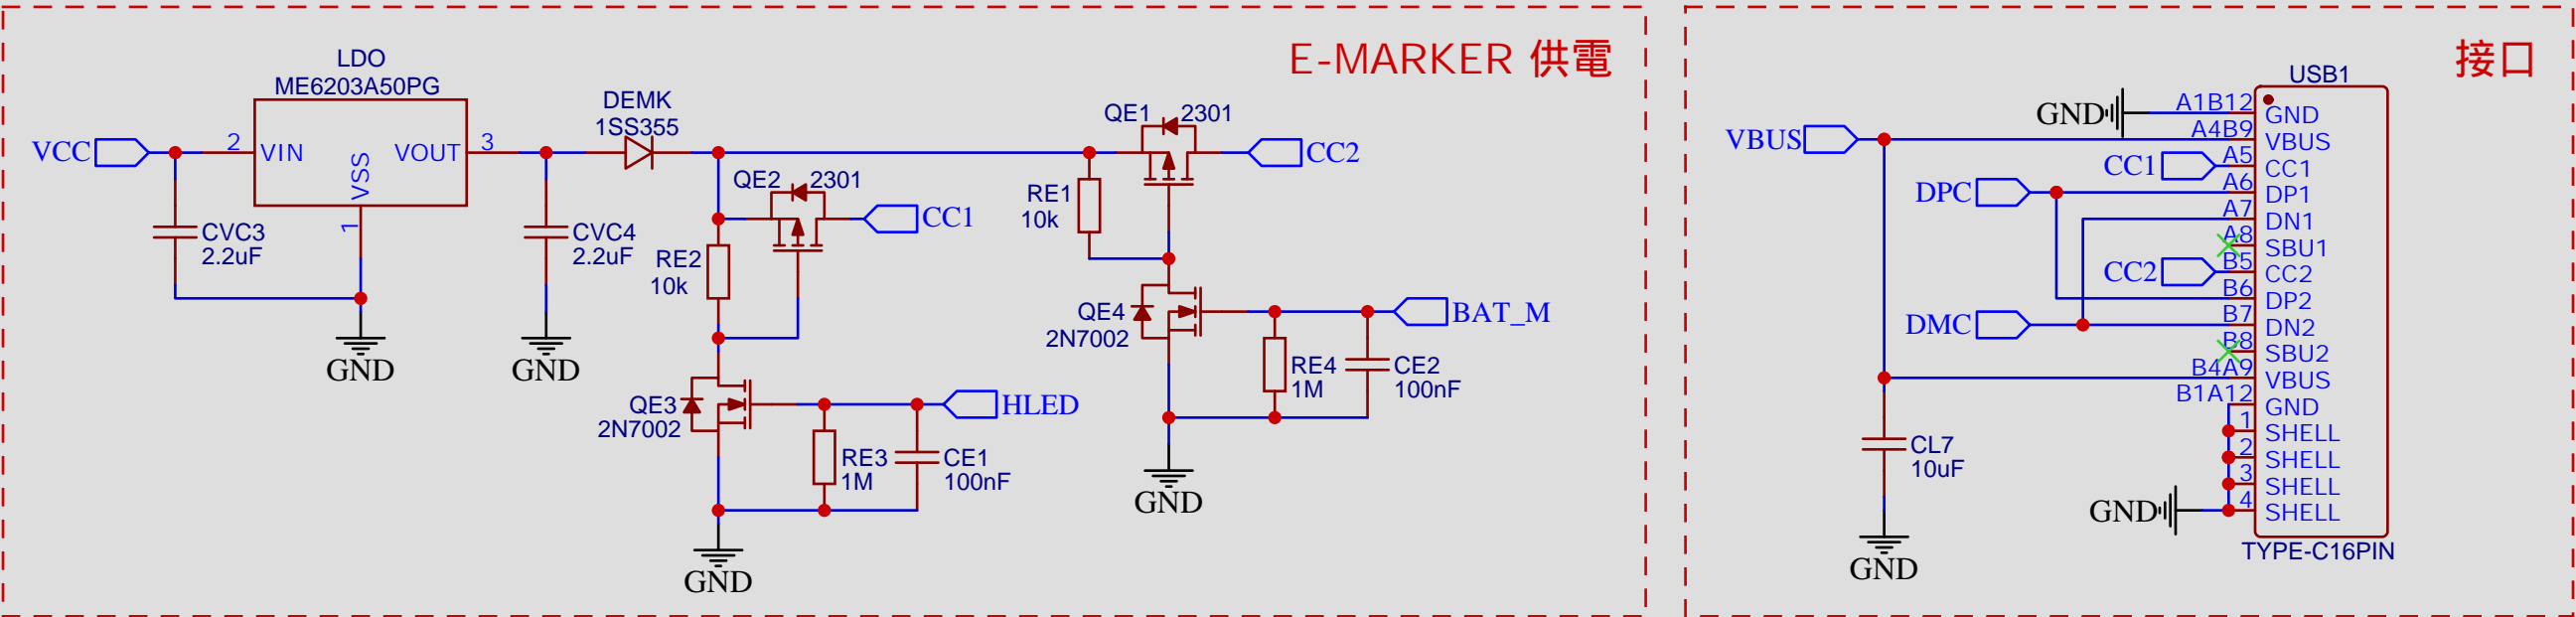 E-MARKER 供電
LDO
ME6203A50PG
VCC
2
VIN
VSS
1
VOUT
3
CVC3
2.2uF
GND
CVC4
2.2uF
GND
DEMK
1SS355
QE2 2301
CC1
RE2
10k
QE3
2N7002
HLED
RE3
1M
CE1
100nF
GND
QE1 2301
CC2
RE1
10k
QE4
2N7002
BAT_M
RE4
1M
CE2
100nF
GND
接口
USB1
GND A1B12 GND
VBUS A4B9 VBUS
CC1 A5 CC1
DPC A6 DP1
A7 DN1
A8 SBU1
CC2 B5 CC2
B6 DP2
DMC B7 DN2
B8 SBU2
B4A9 VBUS
B1A12 GND
1 SHELL
2 SHELL
3 SHELL
GND 4 SHELL
TYPE-C16PIN
CL7
10uF
GND